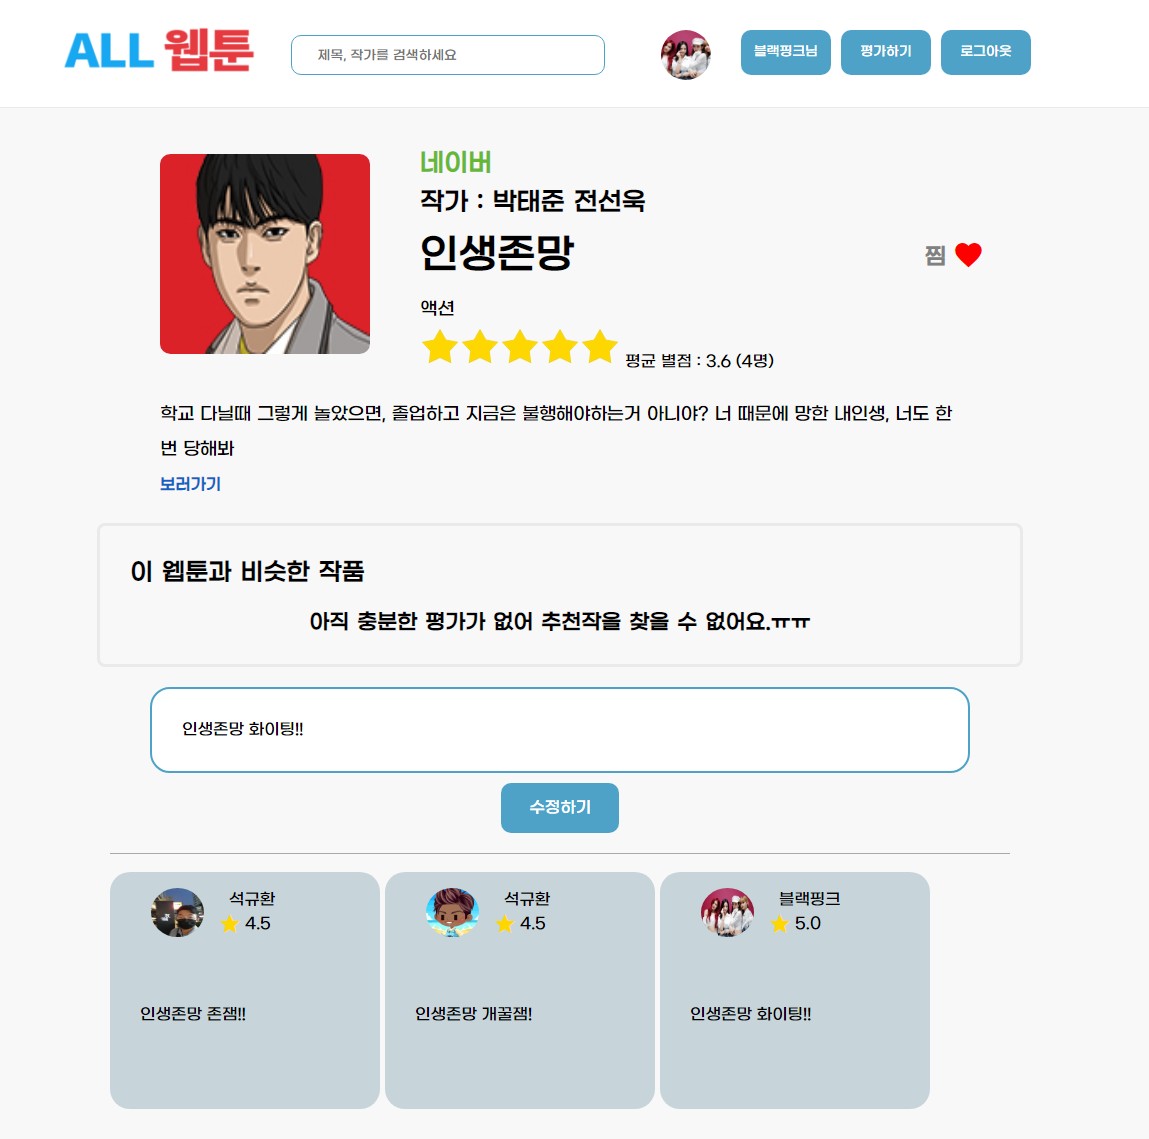 ALL 웹툰
제목, 작가를 검색하세요
블랙핑크님
평가하기
로그아웃
네이버
작가 : 박태준 전선욱
인생존망
찜
액션
평균 별점 : 3.6 (4명)
학교 다닐때 그렇게 놀았으면, 졸업하고 지금은 불행해야하는거 아니야? 너 때문에 망한 내인생, 너도 한
번 당해봐
보러가기
이 웹툰과 비슷한 작품
아직 충분한 평가가 없어 추천작을 찾을 수 없어요.ㅠㅠ
인생존망 화이팅!!
수정하기
석규환
4.5
인생존망 존잼!!
석규환
4.5
인생존망 개꿀잼!
블랙핑크
5.0
인생존망 화이팅!!